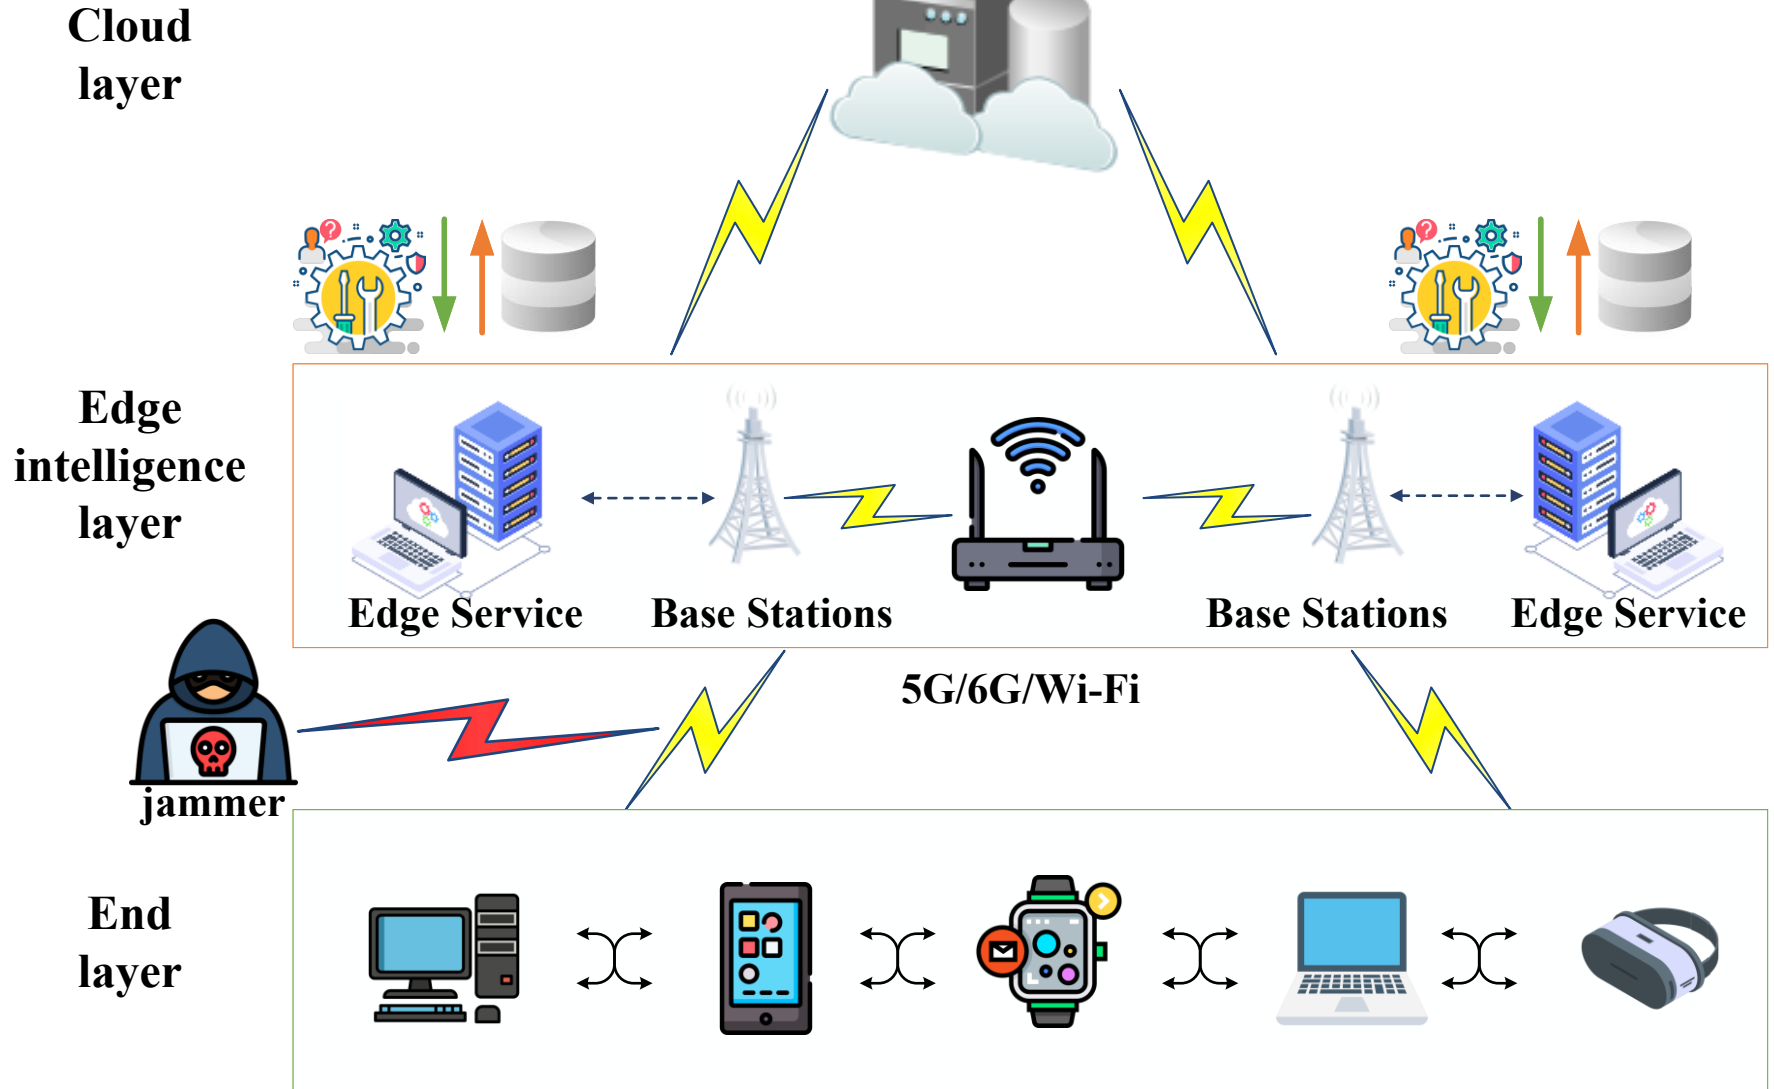 Cloud
layer
Edge
intelligence
layer
Edge Service
Base Stations
Base Stations
Edge Service
5G/6G/Wi-Fi
jammer
End
layer